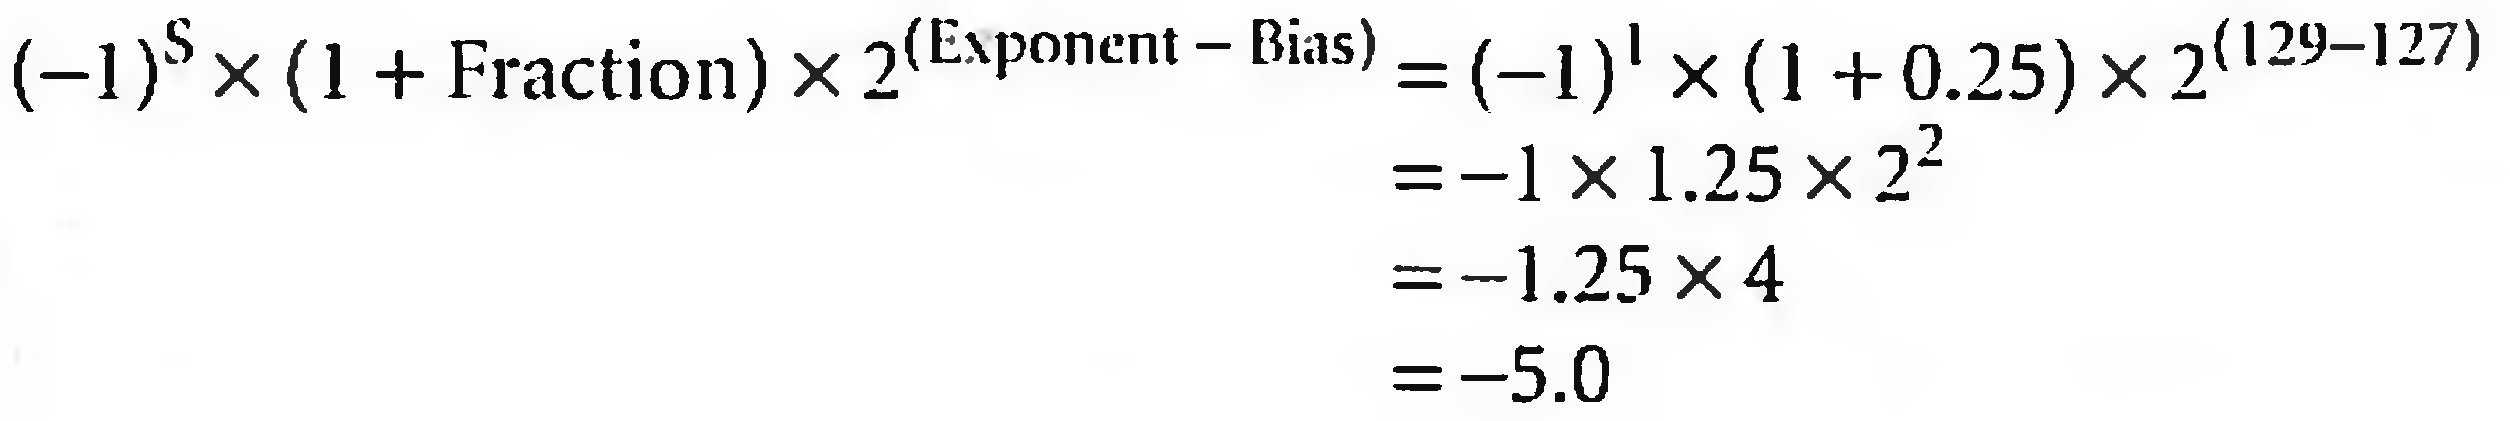 (−1)^S × (1 + Fraction) × 2^(Exponent − Bias) = (−1)^1 × (1 + 0.25) × 2^(129−127)
= −1 × 1.25 × 2^2
= −1.25 × 4
= −5.0